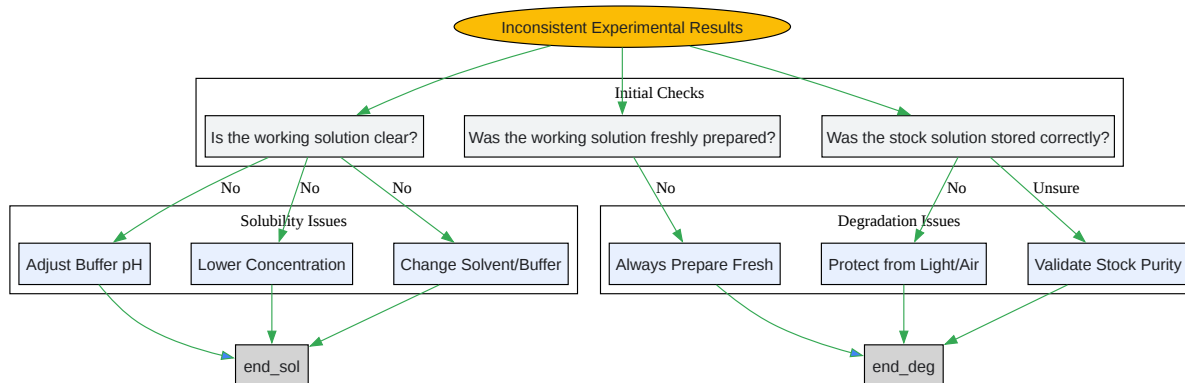 Inconsistent Experimental Results
Initial Checks
Is the working solution clear?
Was the working solution freshly prepared?
Was the stock solution stored correctly?
No
No
No
No
No
Unsure
Solubility Issues
Degradation Issues
Adjust Buffer pH
Lower Concentration
Change Solvent/Buffer
Always Prepare Fresh
Protect from Light/Air
Validate Stock Purity
end_sol
end_deg